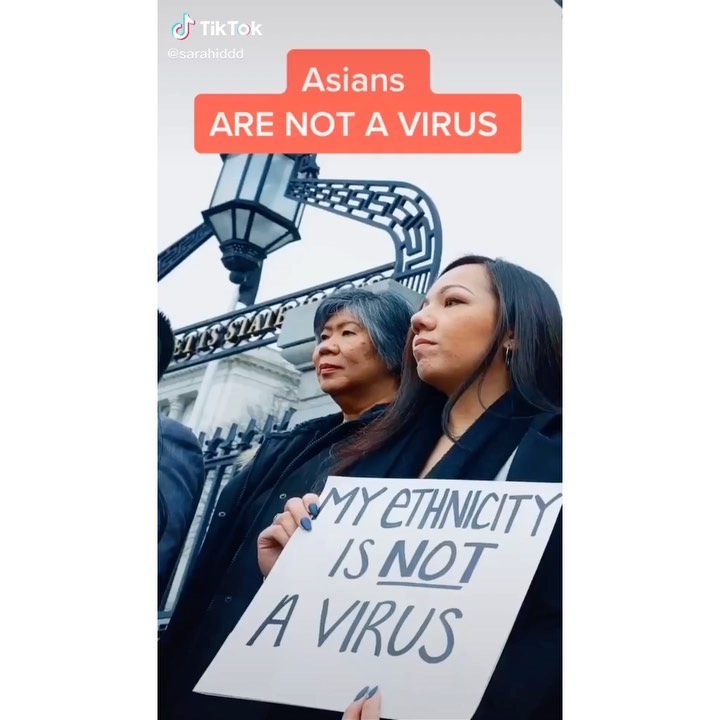 TikTok
@sarahiddd
Asians
ARE NOT A VIRUS
ETTS STATE
MY ETHNICITY
IS NOT
A VIRUS